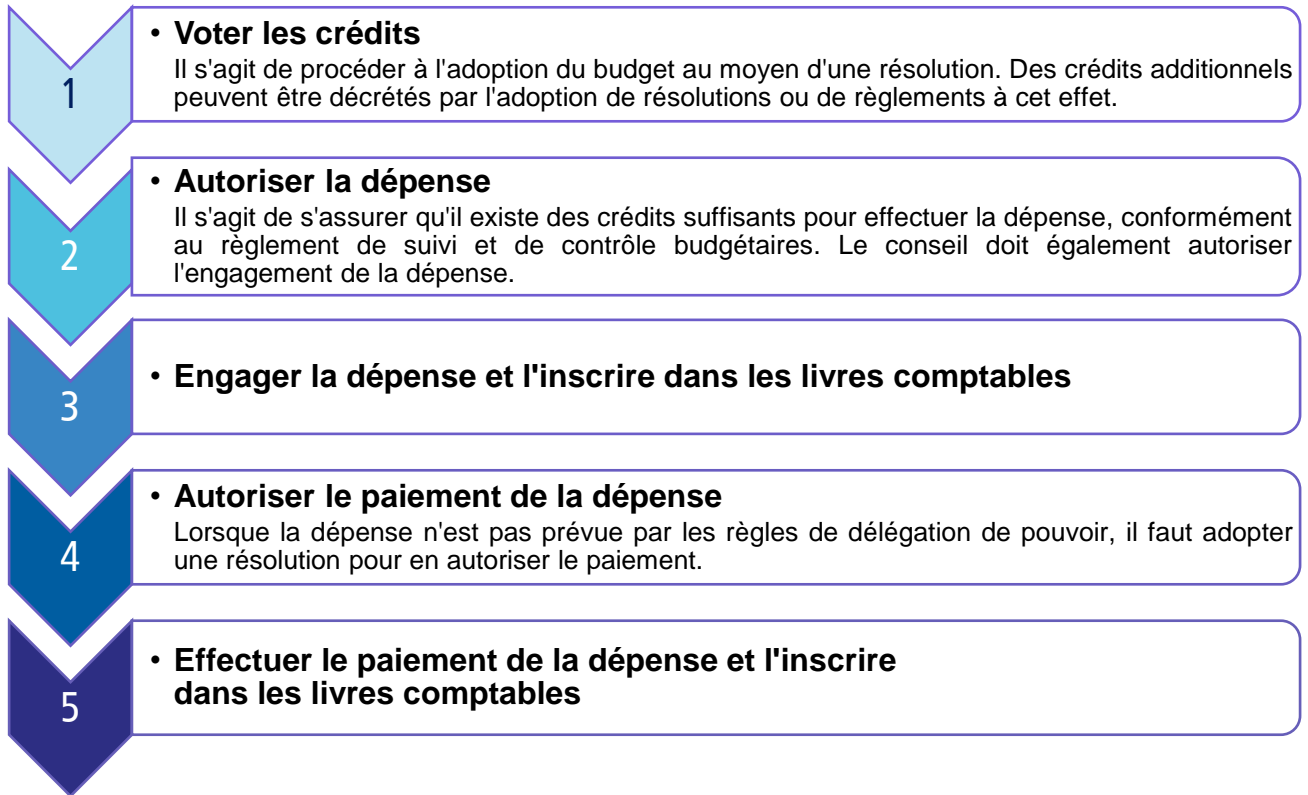 • Voter les crédits
1
Il s'agit de procéder à l'adoption du budget au moyen d'une résolution. Des crédits additionnels
peuvent être décrétés par l'adoption de résolutions ou de règlements à cet effet.
• Autoriser la dépense
2
Il s'agit de s'assurer qu'il existe des crédits suffisants pour effectuer la dépense, conformément
au règlement de suivi et de contrôle budgétaires. Le conseil doit également autoriser
l'engagement de la dépense.
3
• Engager la dépense et l'inscrire dans les livres comptables
• Autoriser le paiement de la dépense
4
Lorsque la dépense n'est pas prévue par les règles de délégation de pouvoir, il faut adopter
une résolution pour en autoriser le paiement.
5
• Effectuer le paiement de la dépense et l'inscrire
dans les livres comptables